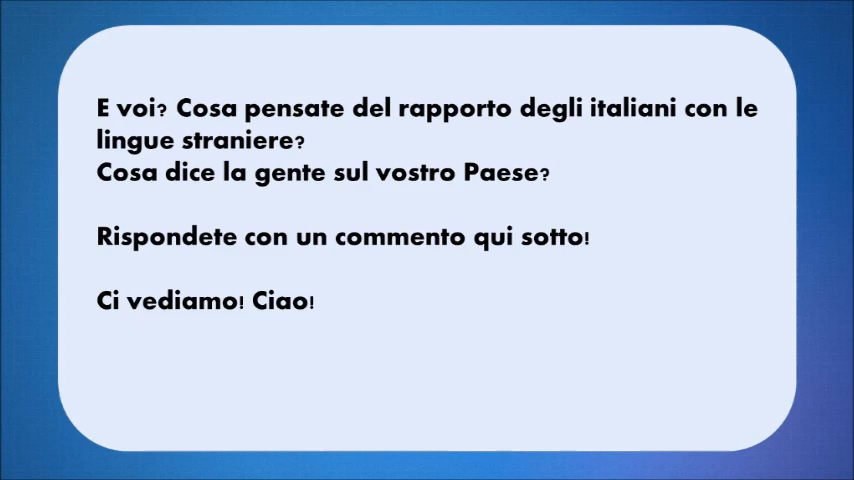 E voi? Cosa pensate del rapporto degli italiani con le
lingue straniere?
Cosa dice la gente sul vostro Paese?
Rispondete con un commento qui sotto!
Ci vediamo! Ciao!